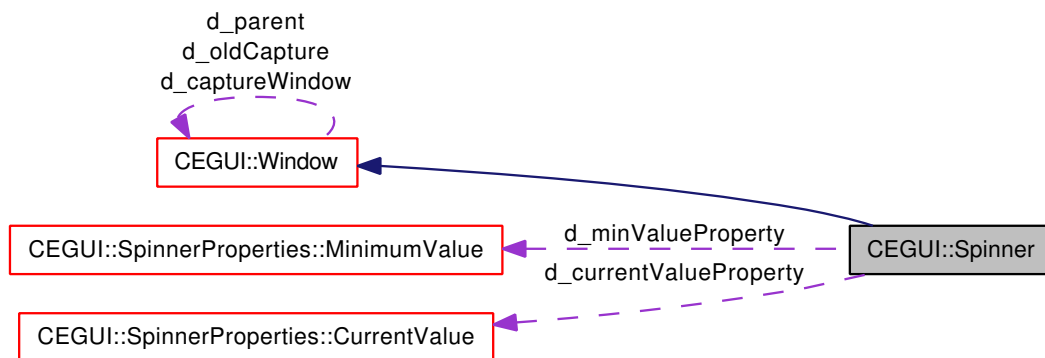 d_parent
d_oldCapture
d_captureWindow
CEGUI::Window
d_minValueProperty
CEGUI::SpinnerProperties::MinimumValue
CEGUI::Spinner
d_currentValueProperty
CEGUI::SpinnerProperties::CurrentValue